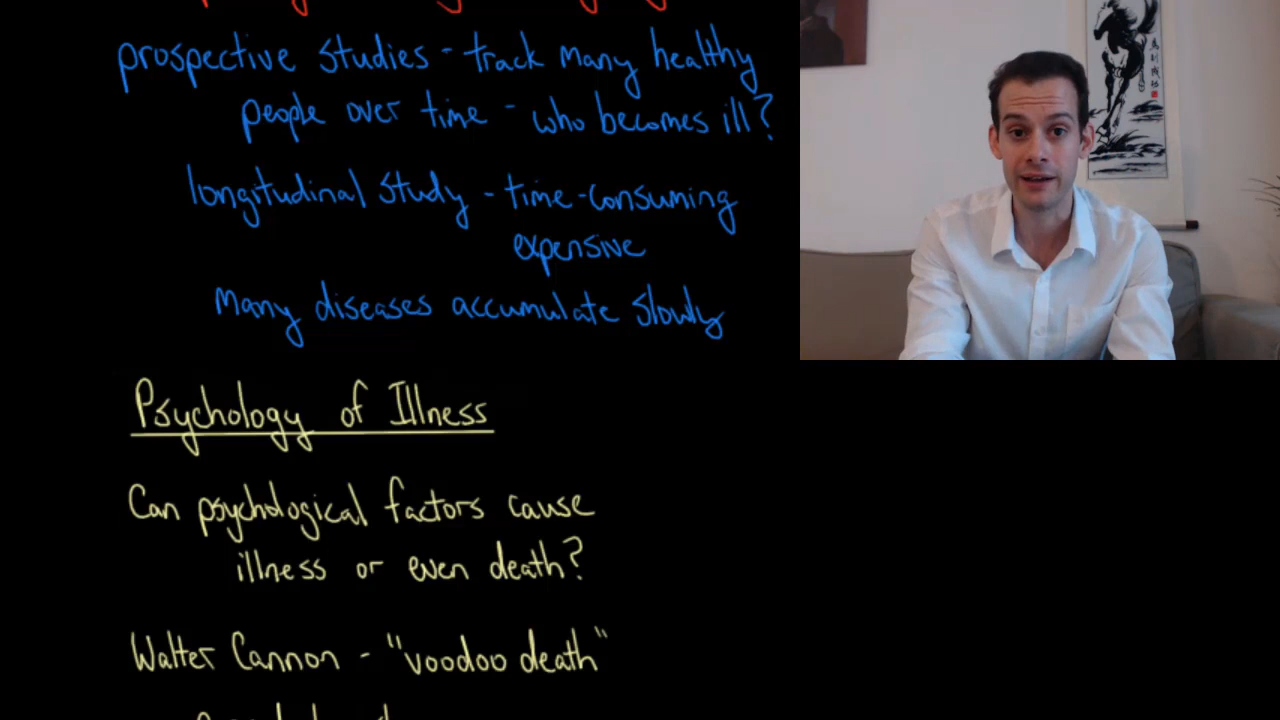 prospective studies - track many healthy
people over time - who becomes ill?
longitudinal study - time-consuming
expensive
Many diseases accumulate slowly
Psychology of Illness
Can psychological factors cause
illness or even death?
Walter Cannon - "voodoo death"